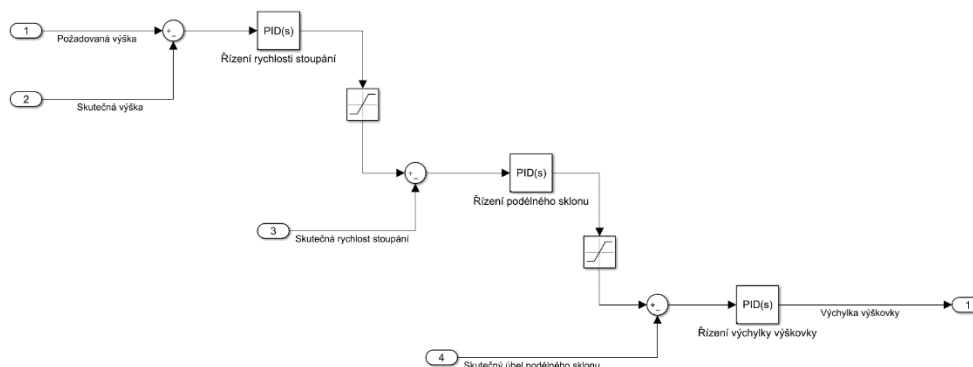 1
Požadovaná výška
+
−
PID(s)
Řízení rychlosti stoupání
2
Skutečná výška
+
−
PID(s)
Řízení podélného sklonu
3
Skutečná rychlost stoupání
+
−
PID(s)
Řízení výchylky výškovky
Výchylka výškovky
1
4
Skutečný úhel podélného sklonu